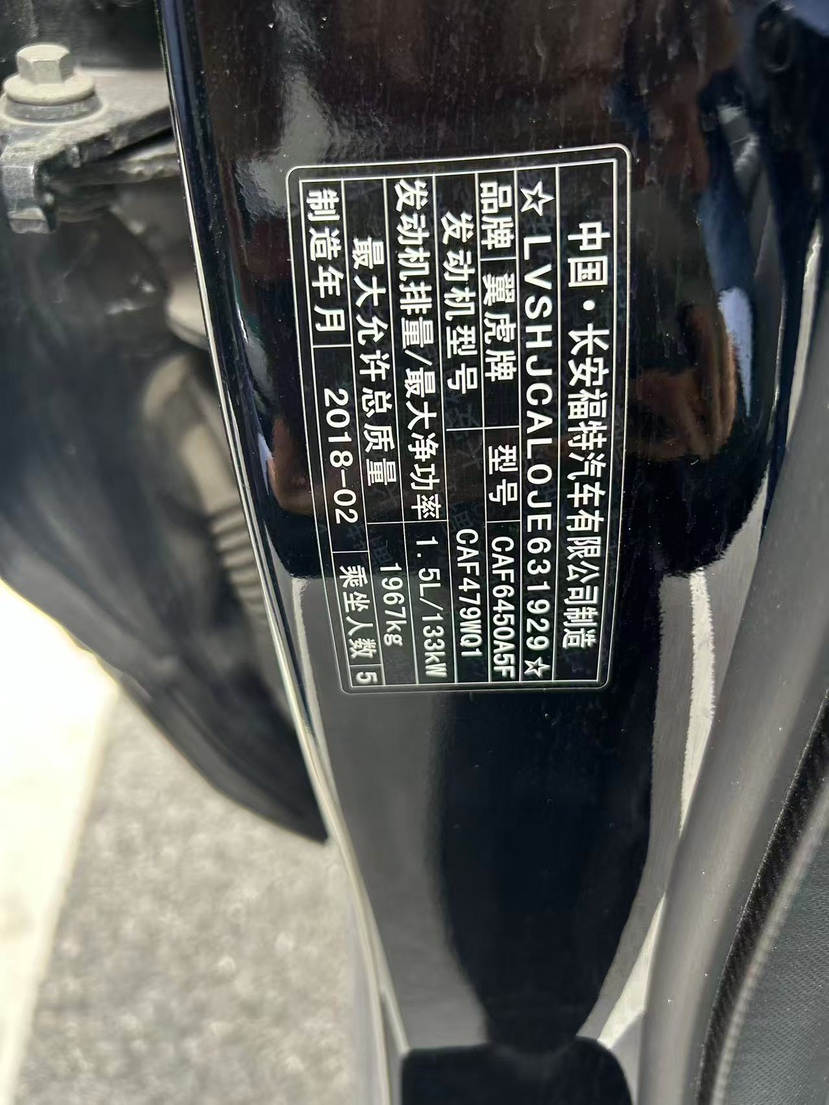 中国·长安福特汽车有限公司制造
☆LVSHJCAL0JE631929☆
品牌 翼虎牌 型号 CAF6450A5F
发动机型号 CAF479WQ1
发动机排量/最大净功率 1.5L/133kW
最大允许总质量 1967kg
制造年月 2018-02 乘坐人数 5